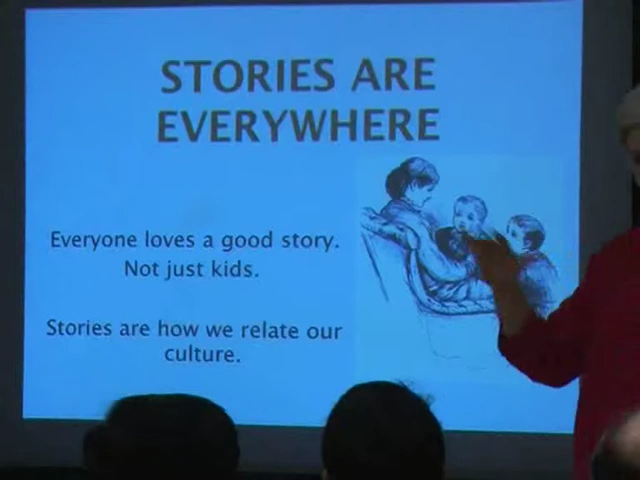 STORIES ARE
EVERYWHERE
Everyone loves a good story.
Not just kids.
Stories are how we relate our
culture.